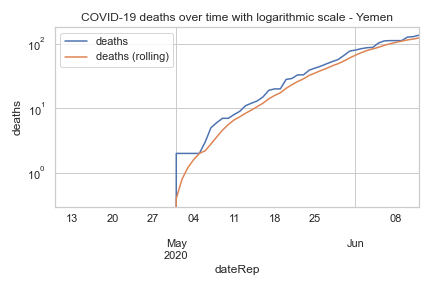 COVID-19 deaths over time with logarithmic scale - Yemen
deaths
deaths (rolling)
10²
10¹
10⁰
deaths
13 20 27 04 11 18 25 08
May Jun
2020
dateRep